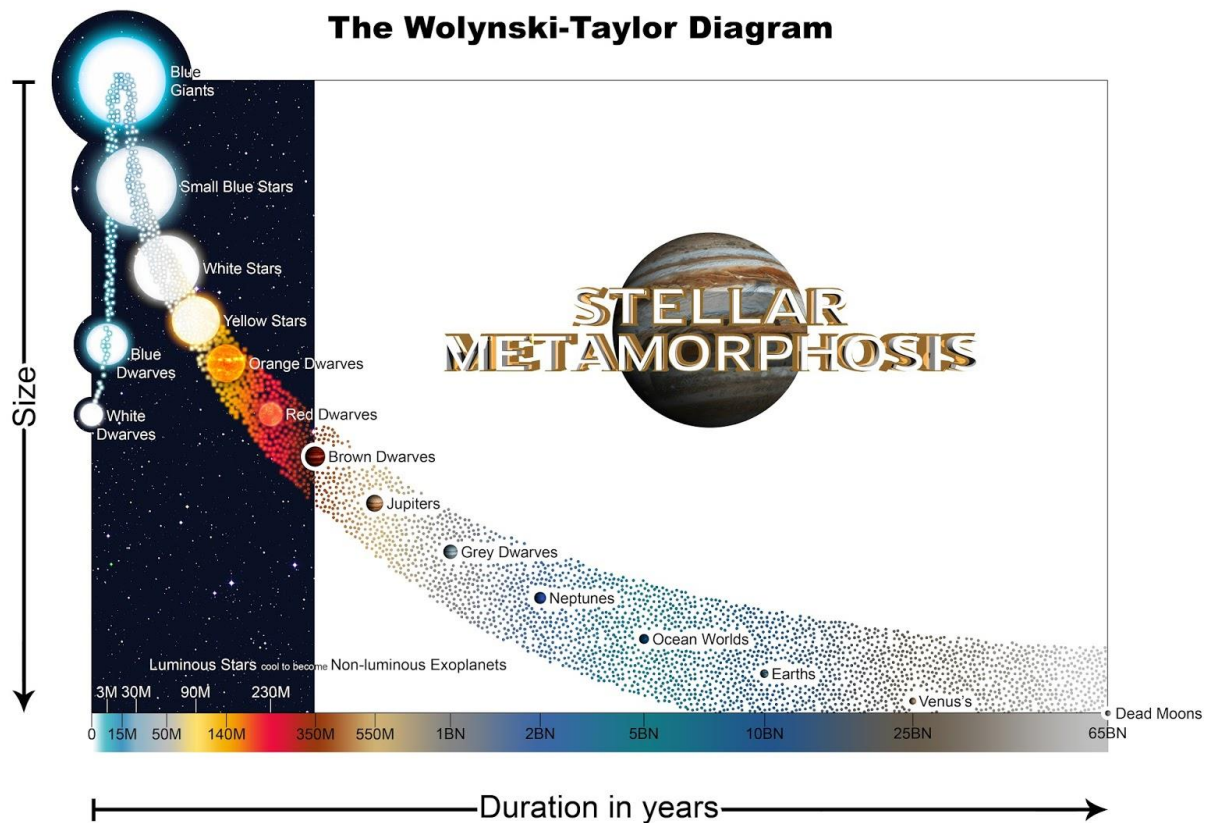 The Wolynski-Taylor Diagram
Size
Blue
Giants
Small Blue Stars
White Stars
Yellow Stars
Blue
Dwarves
Orange Dwarves
White
Dwarves
Red Dwarves
Brown Dwarves
STELLAR
METAMORPHOSIS
Jupiters
Grey Dwarves
Neptunes
Ocean Worlds
Earths
Venus's
Dead Moons
Luminous Stars cool to become Non-luminous Exoplanets
3M 30M 90M 230M
0 15M 50M 140M 350M 550M 1BN 2BN 5BN 10BN 25BN 65BN
Duration in years